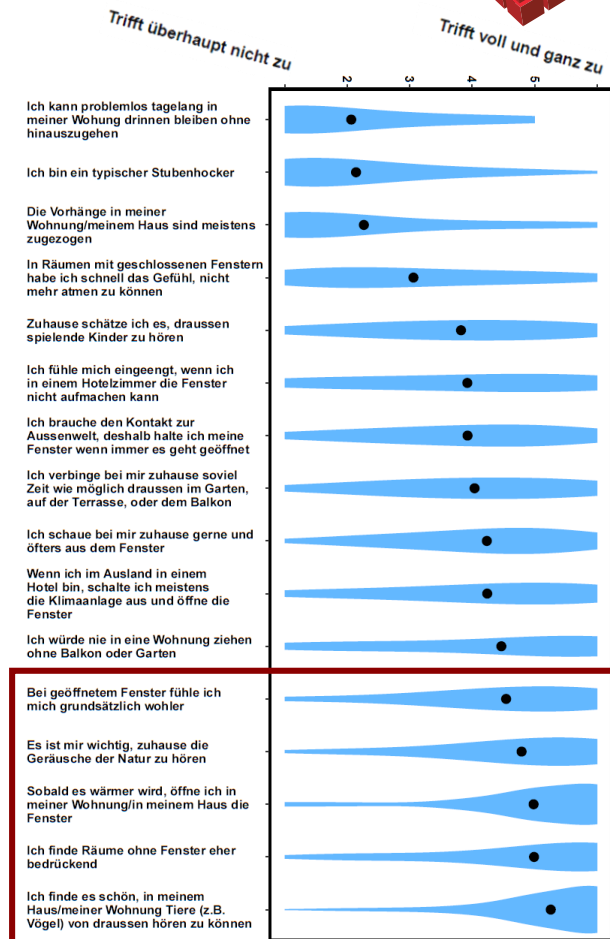 Trifft überhaupt nicht zu
Trifft voll und ganz zu
2 3 4 5
Ich kann problemlos tagelang in
meiner Wohung drinnen bleiben ohne
hinauszugehen
Ich bin ein typischer Stubenhocker
Die Vorhänge in meiner
Wohnung/meinem Haus sind meistens
zugezogen
In Räumen mit geschlossenen Fenstern
habe ich schnell das Gefühl, nicht
mehr atmen zu können
Zuhause schätze ich es, draussen
spielende Kinder zu hören
Ich fühle mich eingeengt, wenn ich
in einem Hotelzimmer die Fenster
nicht aufmachen kann
Ich brauche den Kontakt zur
Aussenwelt, deshalb halte ich meine
Fenster wenn immer es geht geöffnet
Ich verbinge bei mir zuhause soviel
Zeit wie möglich draussen im Garten,
auf der Terrasse, oder dem Balkon
Ich schaue bei mir zuhause gerne und
öfters aus dem Fenster
Wenn ich im Ausland in einem
Hotel bin, schalte ich meistens
die Klimaanlage aus und öffne die
Fenster
Ich würde nie in eine Wohnung ziehen
ohne Balkon oder Garten
Bei geöffnetem Fenster fühle ich
mich grundsätzlich wohler
Es ist mir wichtig, zuhause die
Geräusche der Natur zu hören
Sobald es wärmer wird, öffne ich in
meiner Wohnung/in meinem Haus die
Fenster
Ich finde Räume ohne Fenster eher
bedrückend
Ich finde es schön, in meinem
Haus/meiner Wohnung Tiere (z.B.
Vögel) von draussen hören zu können